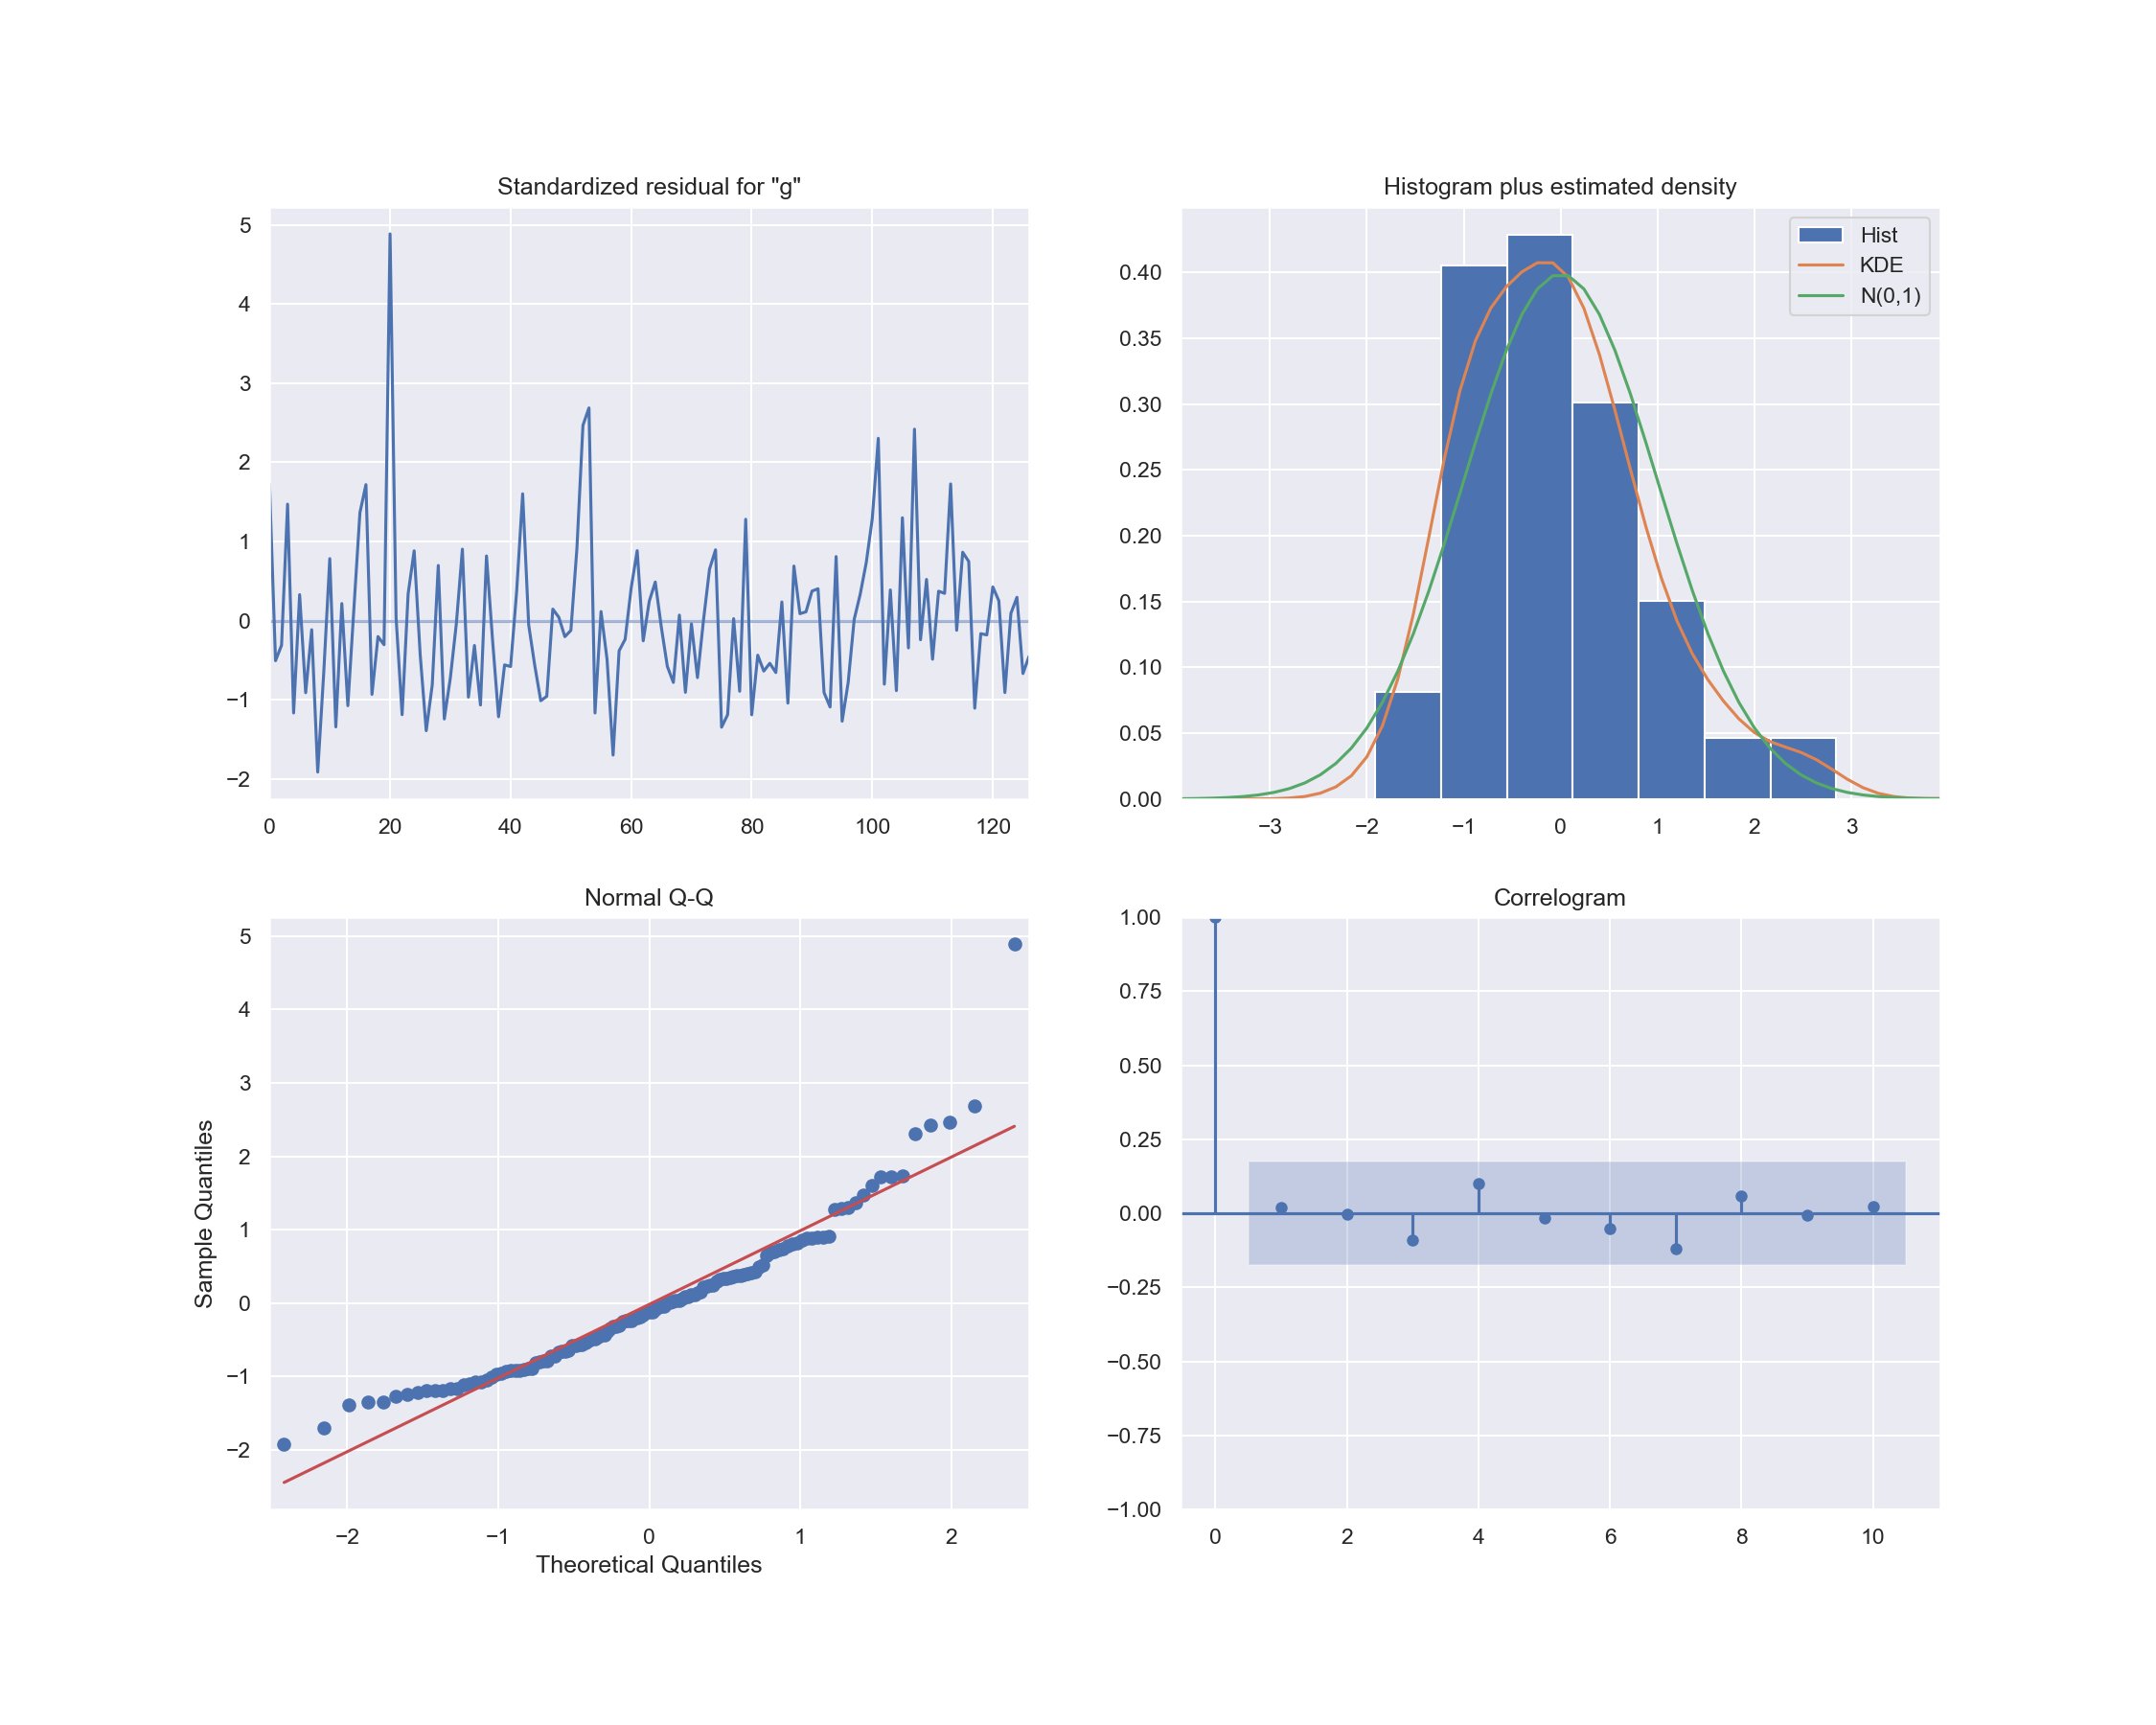 Standardized residual for "g"
5
4
3
2
1
0
−1
−2
0 20 40 60 80 100 120
Histogram plus estimated density
Hist
KDE
N(0,1)
0.40
0.35
0.30
0.25
0.20
0.15
0.10
0.05
0.00
−3 −2 −1 0 1 2 3
Normal Q-Q
Sample Quantiles
5
4
3
2
1
0
−1
−2
−2 −1 0 1 2
Theoretical Quantiles
Correlogram
1.00
0.75
0.50
0.25
0.00
−0.25
−0.50
−0.75
−1.00
0 2 4 6 8 10